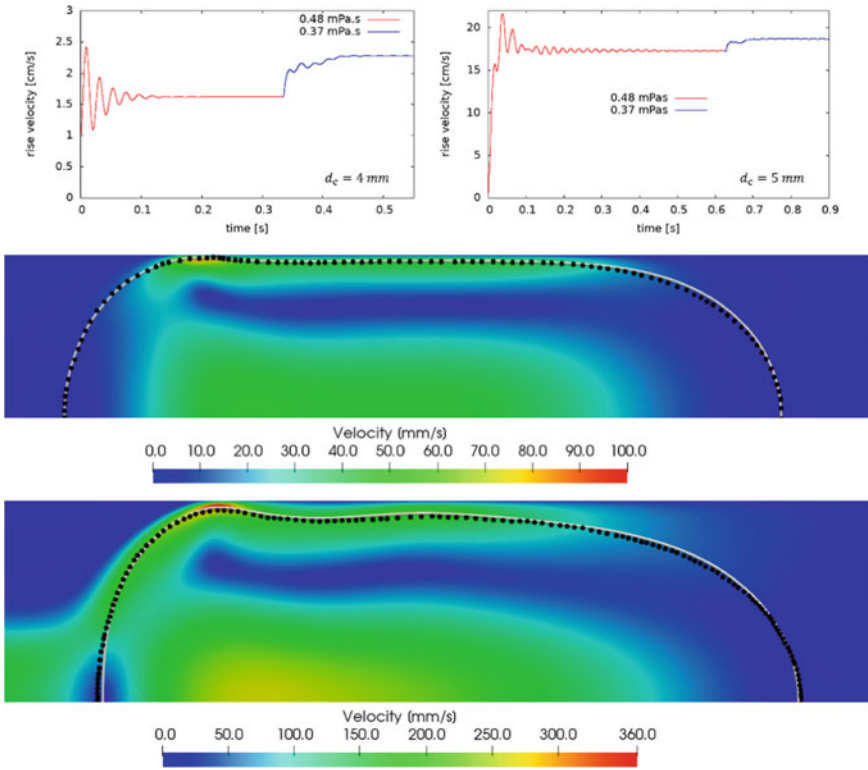 0.48 mPa.s
0.37 mPa.s
rise velocity [cm/s]
3
2.5
2
1.5
1
0.5
0
0 0.1 0.2 0.3 0.4 0.5
time [s]
d_c = 4 mm
0.48 mPas
0.37 mPas
rise velocity [cm/s]
20
15
10
5
0
0 0.1 0.2 0.3 0.4 0.5 0.6 0.7 0.8 0.9
time [s]
d_c = 5 mm
Velocity (mm/s)
0.0 10.0 20.0 30.0 40.0 50.0 60.0 70.0 80.0 90.0 100.0
Velocity (mm/s)
0.0 50.0 100.0 150.0 200.0 250.0 300.0 360.0